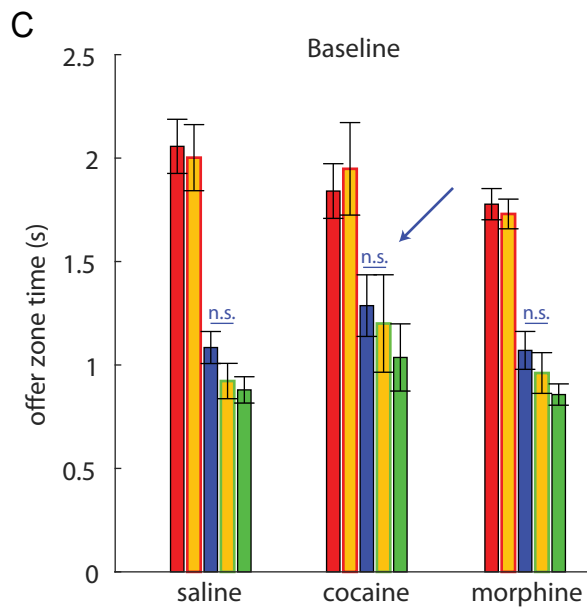 C
Baseline
offer zone time (s)
2.5
2
1.5
1
0.5
0
n.s.
n.s.
n.s.
saline
cocaine
morphine